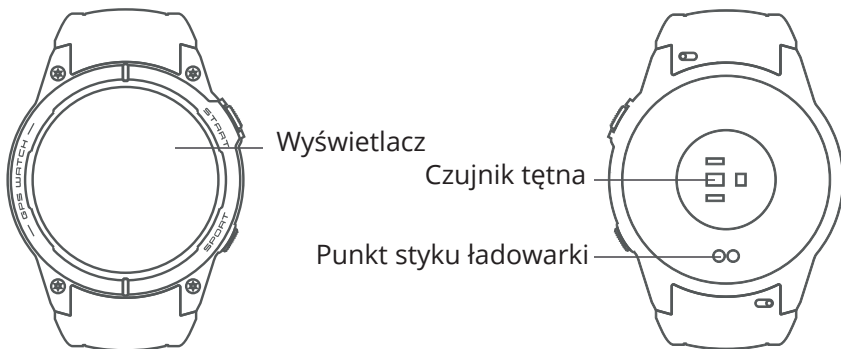 START
Wyświetlacz
— GPS WATCH —
Czujnik tętna
SPORT
Punkt styku ładowarki